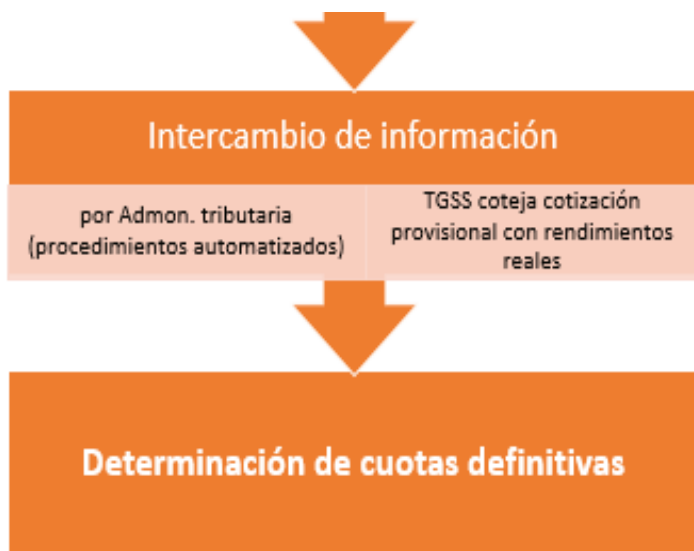 Intercambio de información
por Admon. tributaria
(procedimientos automatizados)
TGSS coteja cotización
provisional con rendimientos
reales
Determinación de cuotas definitivas